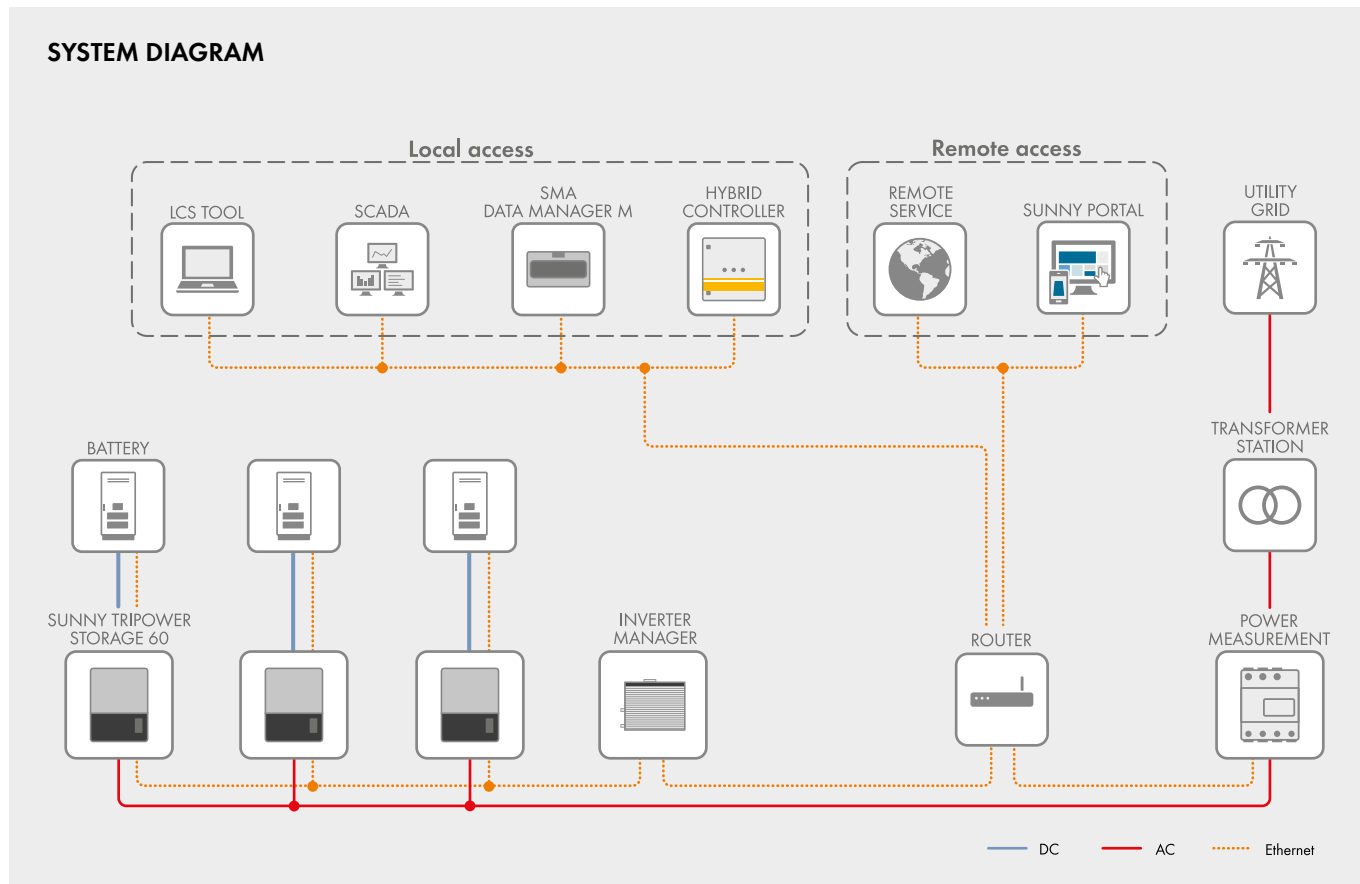 SYSTEM DIAGRAM
Local access
Remote access
LCS TOOL
SCADA
SMA
DATA MANAGER M
HYBRID
CONTROLLER
REMOTE
SERVICE
SUNNY PORTAL
UTILITY
GRID
BATTERY
TRANSFORMER
STATION
SUNNY TRIPOWER
STORAGE 60
INVERTER
MANAGER
ROUTER
POWER
MEASUREMENT
DC
AC
Ethernet